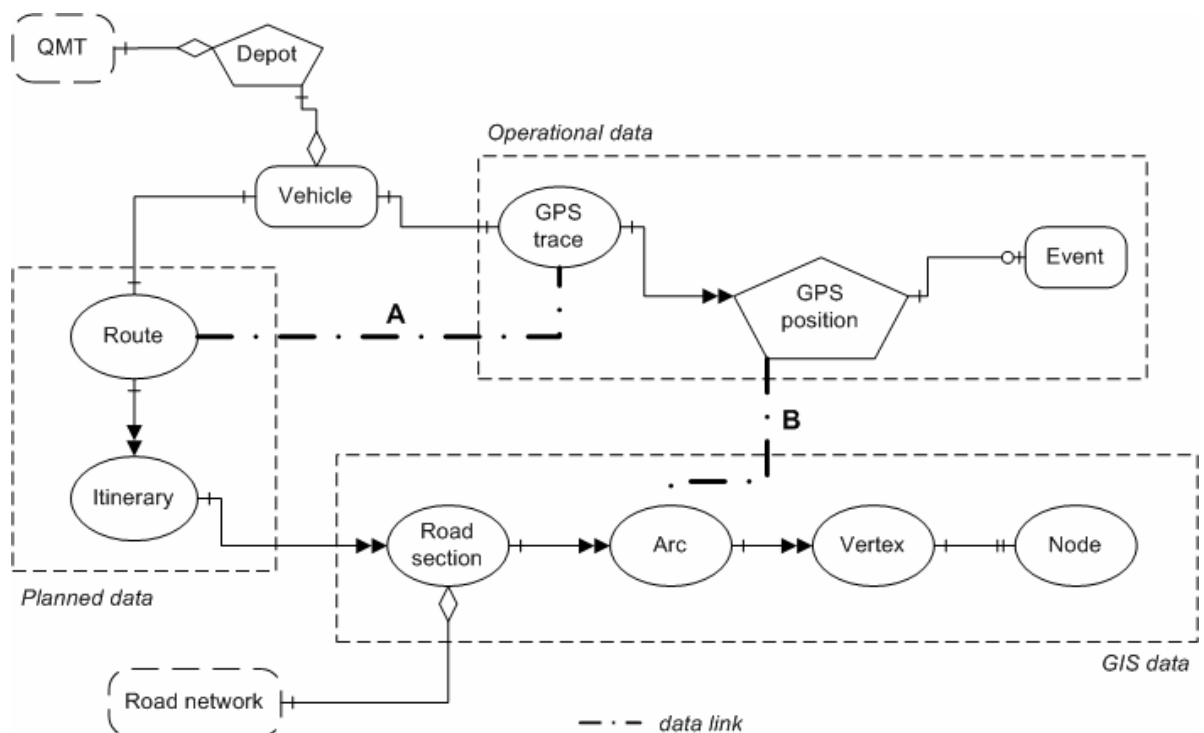 QMT
Depot
Operational data
Vehicle
GPS
trace
Event
GPS
position
A
Route
B
Itinerary
Road
section
Arc
Vertex
Node
Planned data
GIS data
Road network
data link